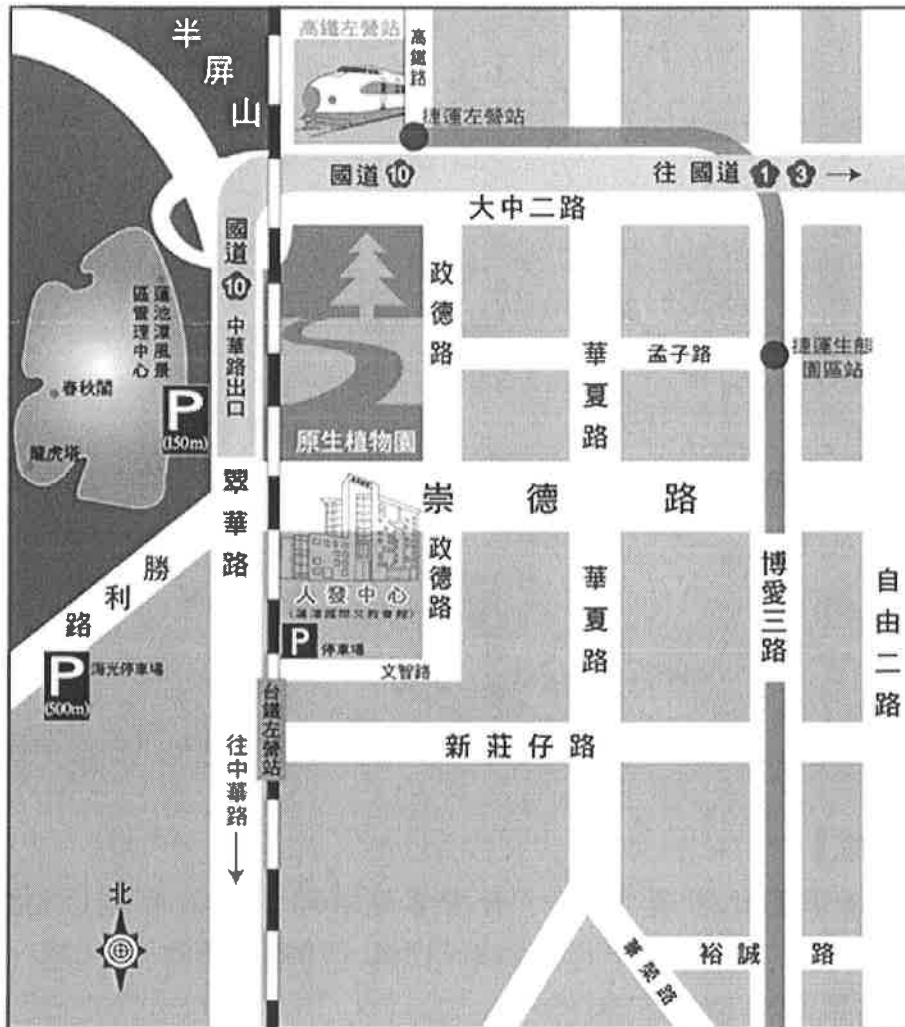 半屏山
高鐵左營站
高鐵路
捷運左營站
國道 10
往 國道 1 3 →
大中二路
國道 10 中華路出口
蓮池潭風景
區管理中心
春秋閣
龍虎塔
P
(150m)
政德路
華夏路
孟子路
捷運生態
園區站
原生植物園
翠華路
崇德路
勝利路
人發中心
(蓮潭國際文教會館)
P 停車場
政德路
華夏路
博愛三路
自由二路
文智路
P 海光停車場
(500m)
台鐵左營站
新莊仔路
往中華路
北
華榮路
裕誠路